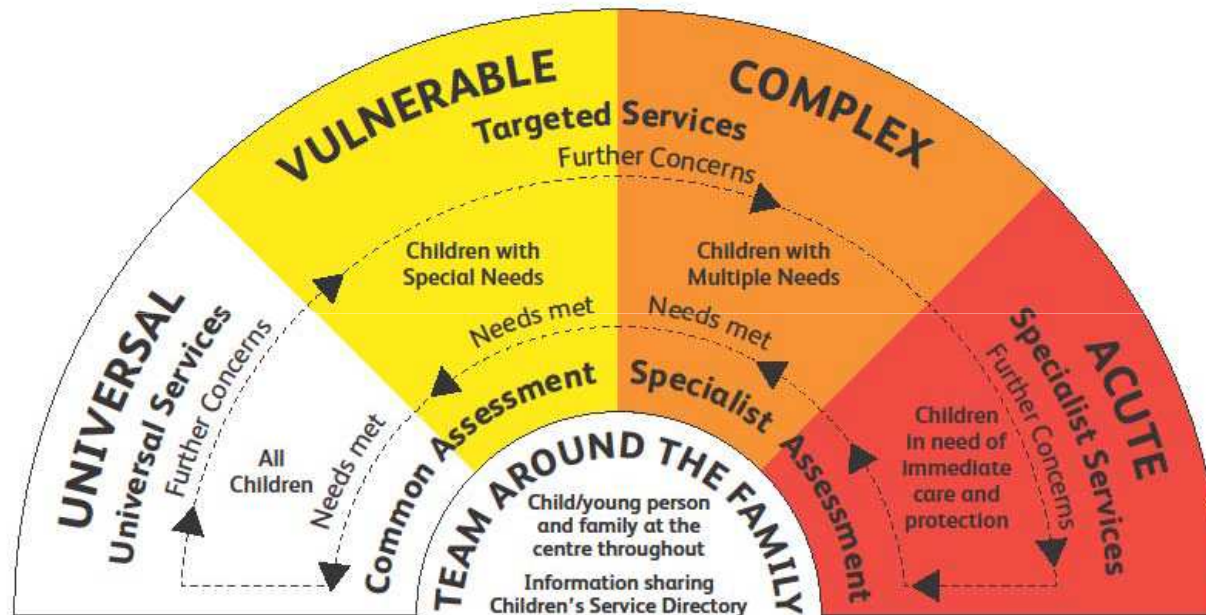 UNIVERSAL
Universal Services
Further Concerns
All
Children
Needs met
VULNERABLE
Targeted Services
Further Concerns
Children with
Special Needs
Needs met
Common Assessment
COMPLEX
Children with
Multiple Needs
Needs met
Specialist Assessment
ACUTE
Specialist Services
Further Concerns
Children
in need of
immediate
care and
protection
TEAM AROUND THE FAMILY
Child/young person
and family at the
centre throughout
Information sharing
Children's Service Directory